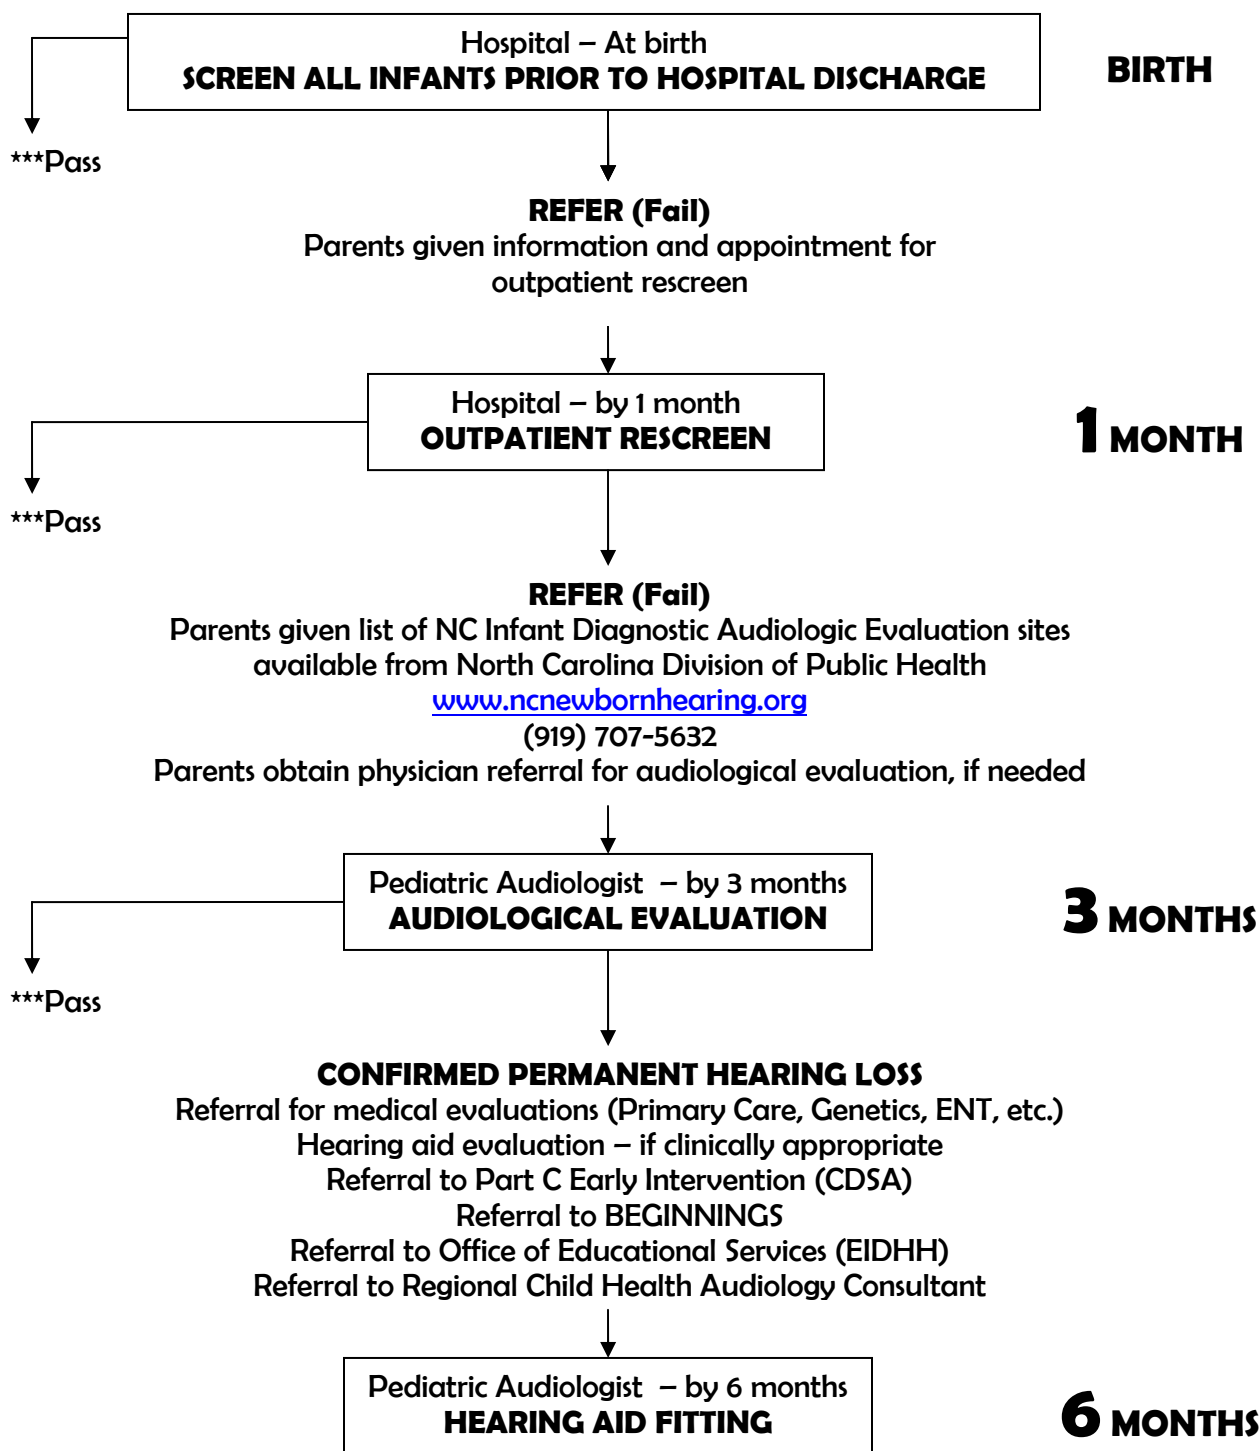 Hospital – At birth
SCREEN ALL INFANTS PRIOR TO HOSPITAL DISCHARGE
BIRTH
***Pass
REFER (Fail)
Parents given information and appointment for
outpatient rescreen
Hospital – by 1 month
OUTPATIENT RESCREEN
1 MONTH
***Pass
REFER (Fail)
Parents given list of NC Infant Diagnostic Audiologic Evaluation sites
available from North Carolina Division of Public Health
www.ncnewbornhearing.org
(919) 707-5632
Parents obtain physician referral for audiological evaluation, if needed
Pediatric Audiologist – by 3 months
AUDIOLOGICAL EVALUATION
3 MONTHS
***Pass
CONFIRMED PERMANENT HEARING LOSS
Referral for medical evaluations (Primary Care, Genetics, ENT, etc.)
Hearing aid evaluation – if clinically appropriate
Referral to Part C Early Intervention (CDSA)
Referral to BEGINNINGS
Referral to Office of Educational Services (EIDHH)
Referral to Regional Child Health Audiology Consultant
Pediatric Audiologist – by 6 months
HEARING AID FITTING
6 MONTHS